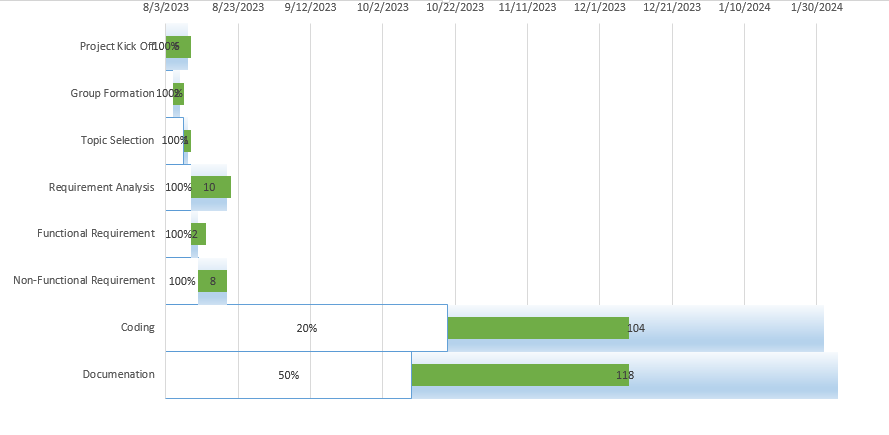 8/3/2023 8/23/2023 9/12/2023 10/2/2023 10/22/2023 11/11/2023 12/1/2023 12/21/2023 1/10/2024 1/30/2024
Project Kick Off 100%
Group Formation 100%
Topic Selection 100%
Requirement Analysis 100% 10
Functional Requirement 100% 2
Non-Functional Requirement 100% 8
Coding 20% 104
Documenation 50% 118